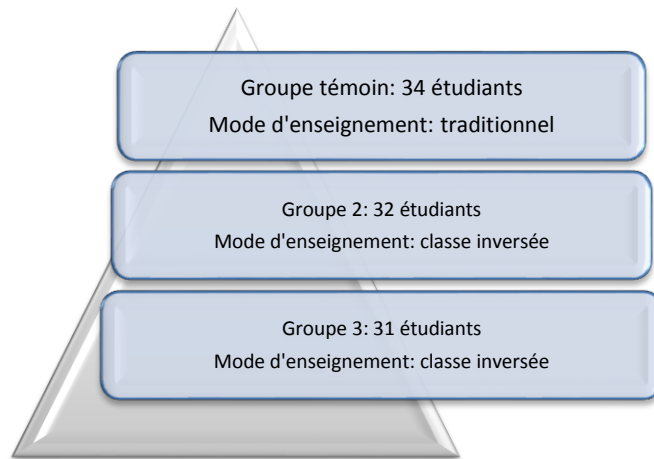 Groupe témoin: 34 étudiants
Mode d'enseignement: traditionnel
Groupe 2: 32 étudiants
Mode d'enseignement: classe inversée
Groupe 3: 31 étudiants
Mode d'enseignement: classe inversée